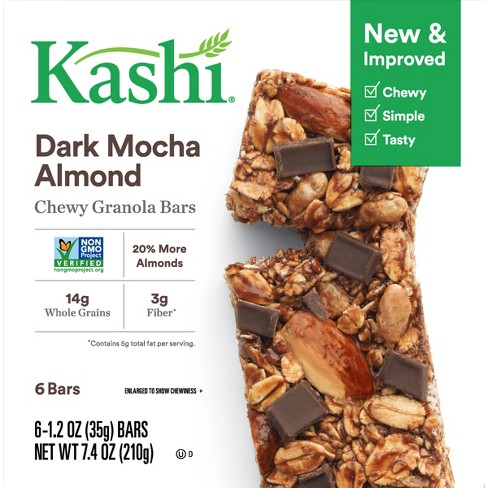 Kashi®
New &
Improved
☑ Chewy
☑ Simple
☑ Tasty
Dark Mocha
Almond
Chewy Granola Bars
NON
GMO
Project
VERIFIED
nongmoproject.org
20% More
Almonds
14g
Whole Grains
3g
Fiber*
*Contains 5g total fat per serving.
6 Bars
ENLARGED TO SHOW CHEWINESS ▸
6-1.2 OZ (35g) BARS
NET WT 7.4 OZ (210g)
U D